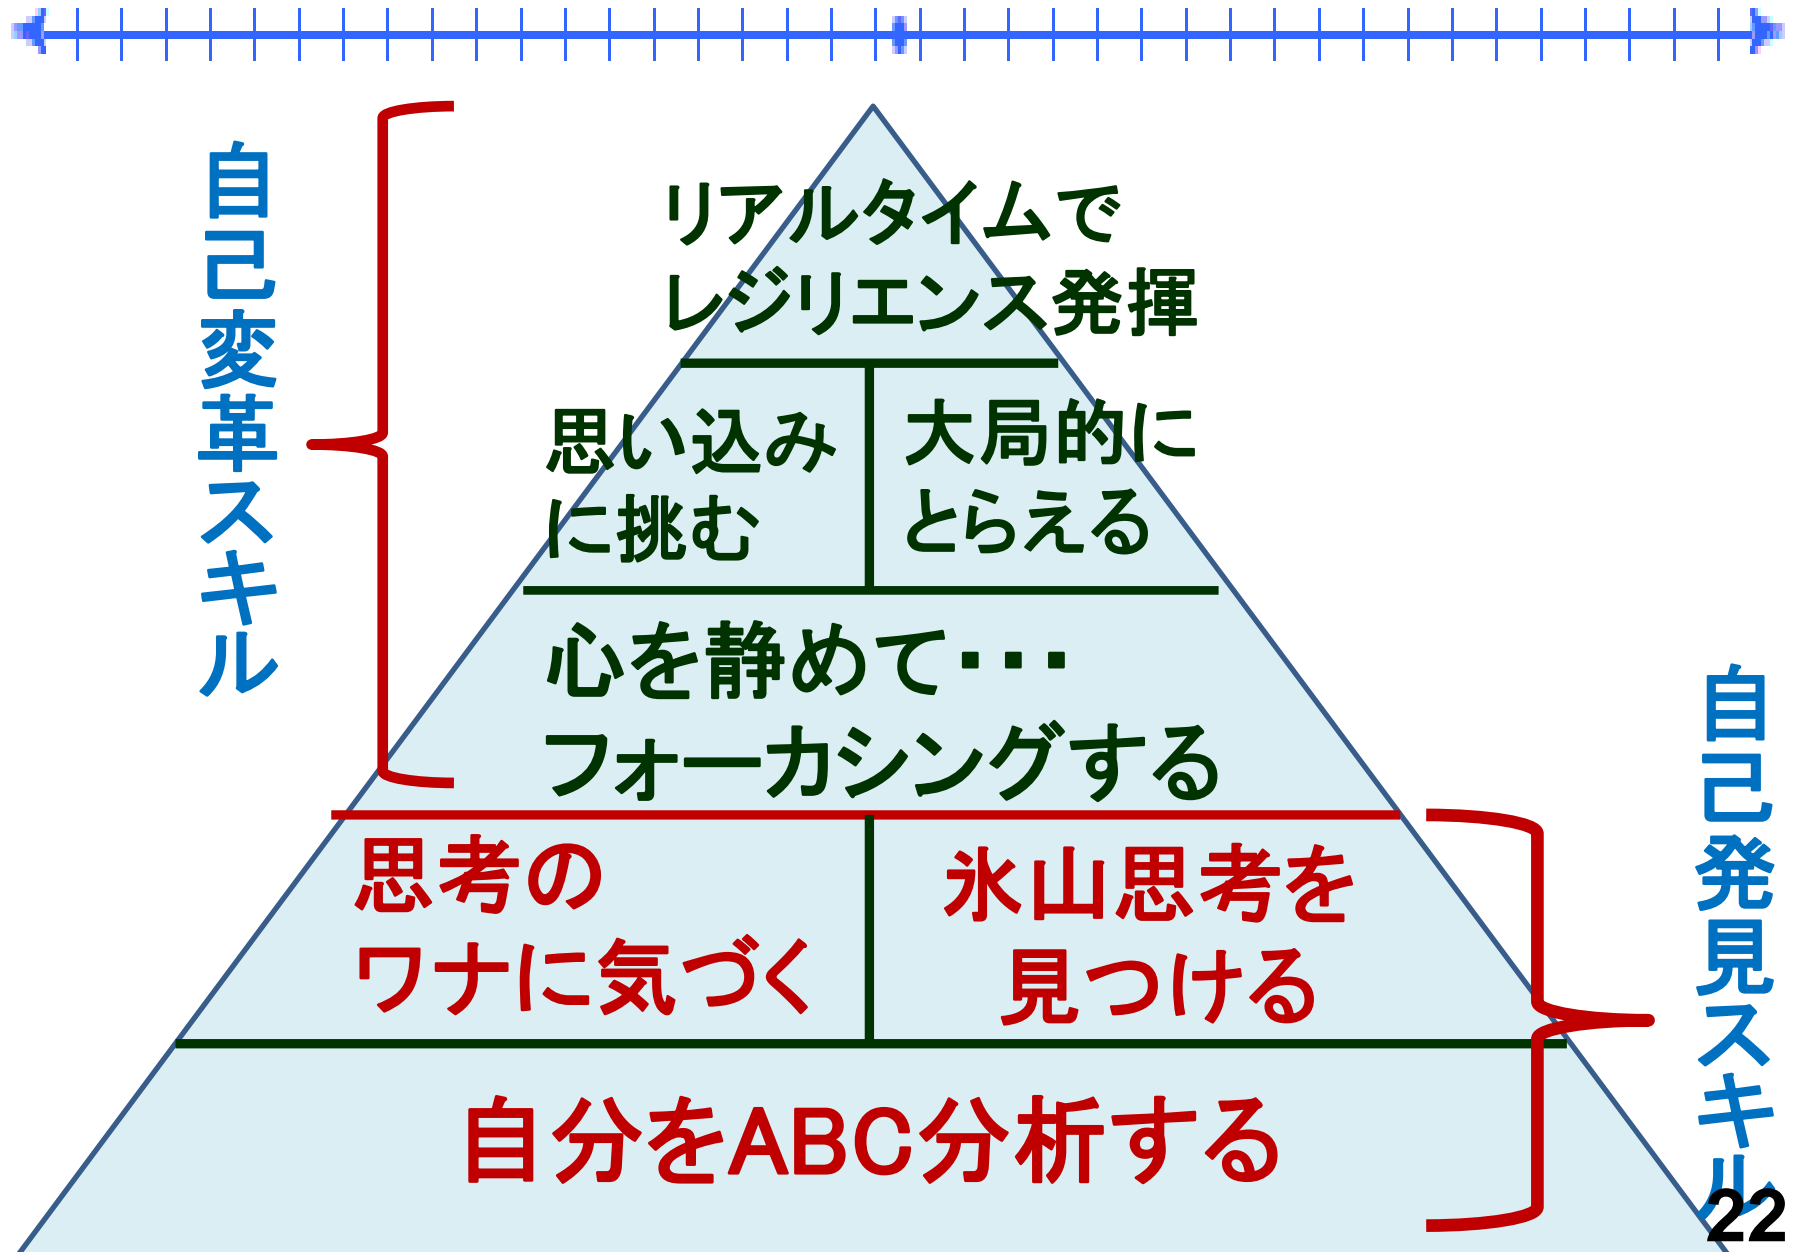 自己変革スキル
リアルタイムで
レジリエンス発揮
思い込み
に挑む
大局的に
とらえる
心を静めて・・・
フォーカシングする
思考の
ワナに気づく
氷山思考を
見つける
自分をABC分析する
自己発見スキル
22